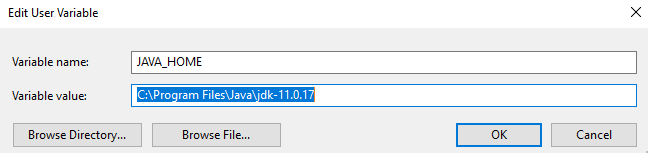 Edit User Variable
Variable name: JAVA_HOME
Variable value: C:\Program Files\Java\jdk-11.0.17
Browse Directory... Browse File... OK Cancel